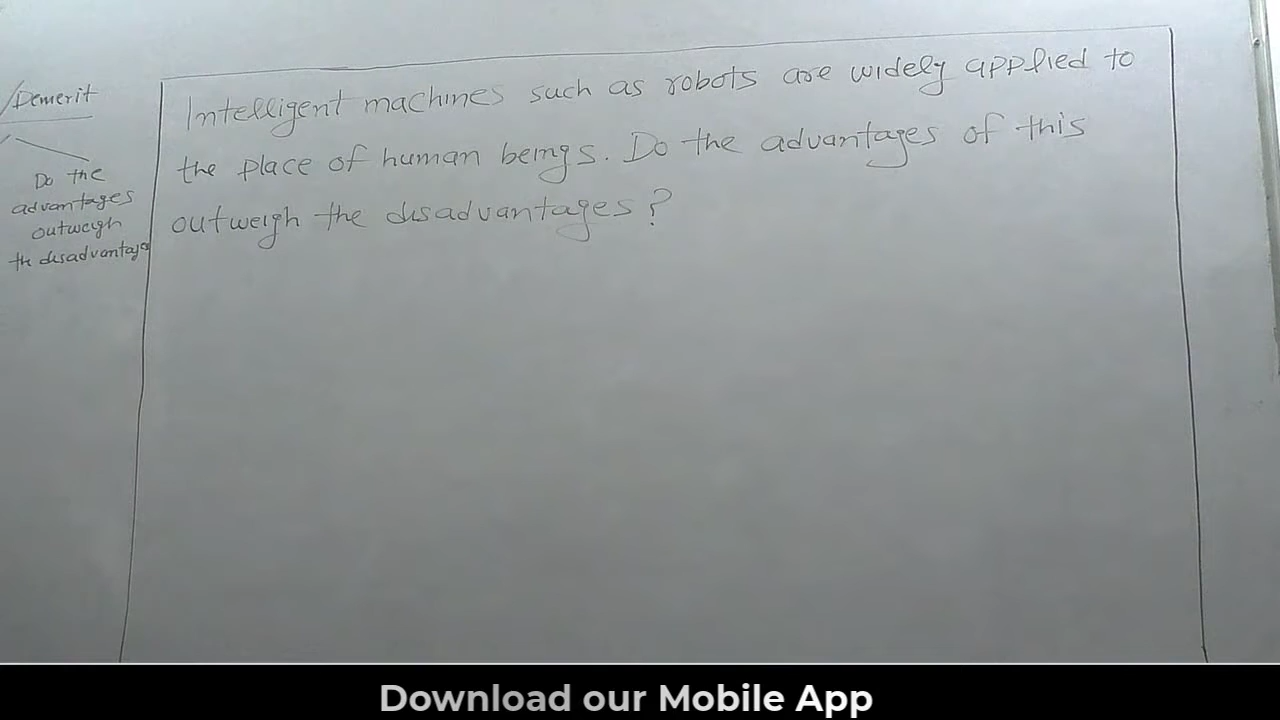 /Demerit
Do the
advantages
outweigh
the disadvantage
Intelligent machines such as robots are widely applied to
the place of human beings. Do the advantages of this
outweigh the disadvantages?
Download our Mobile App